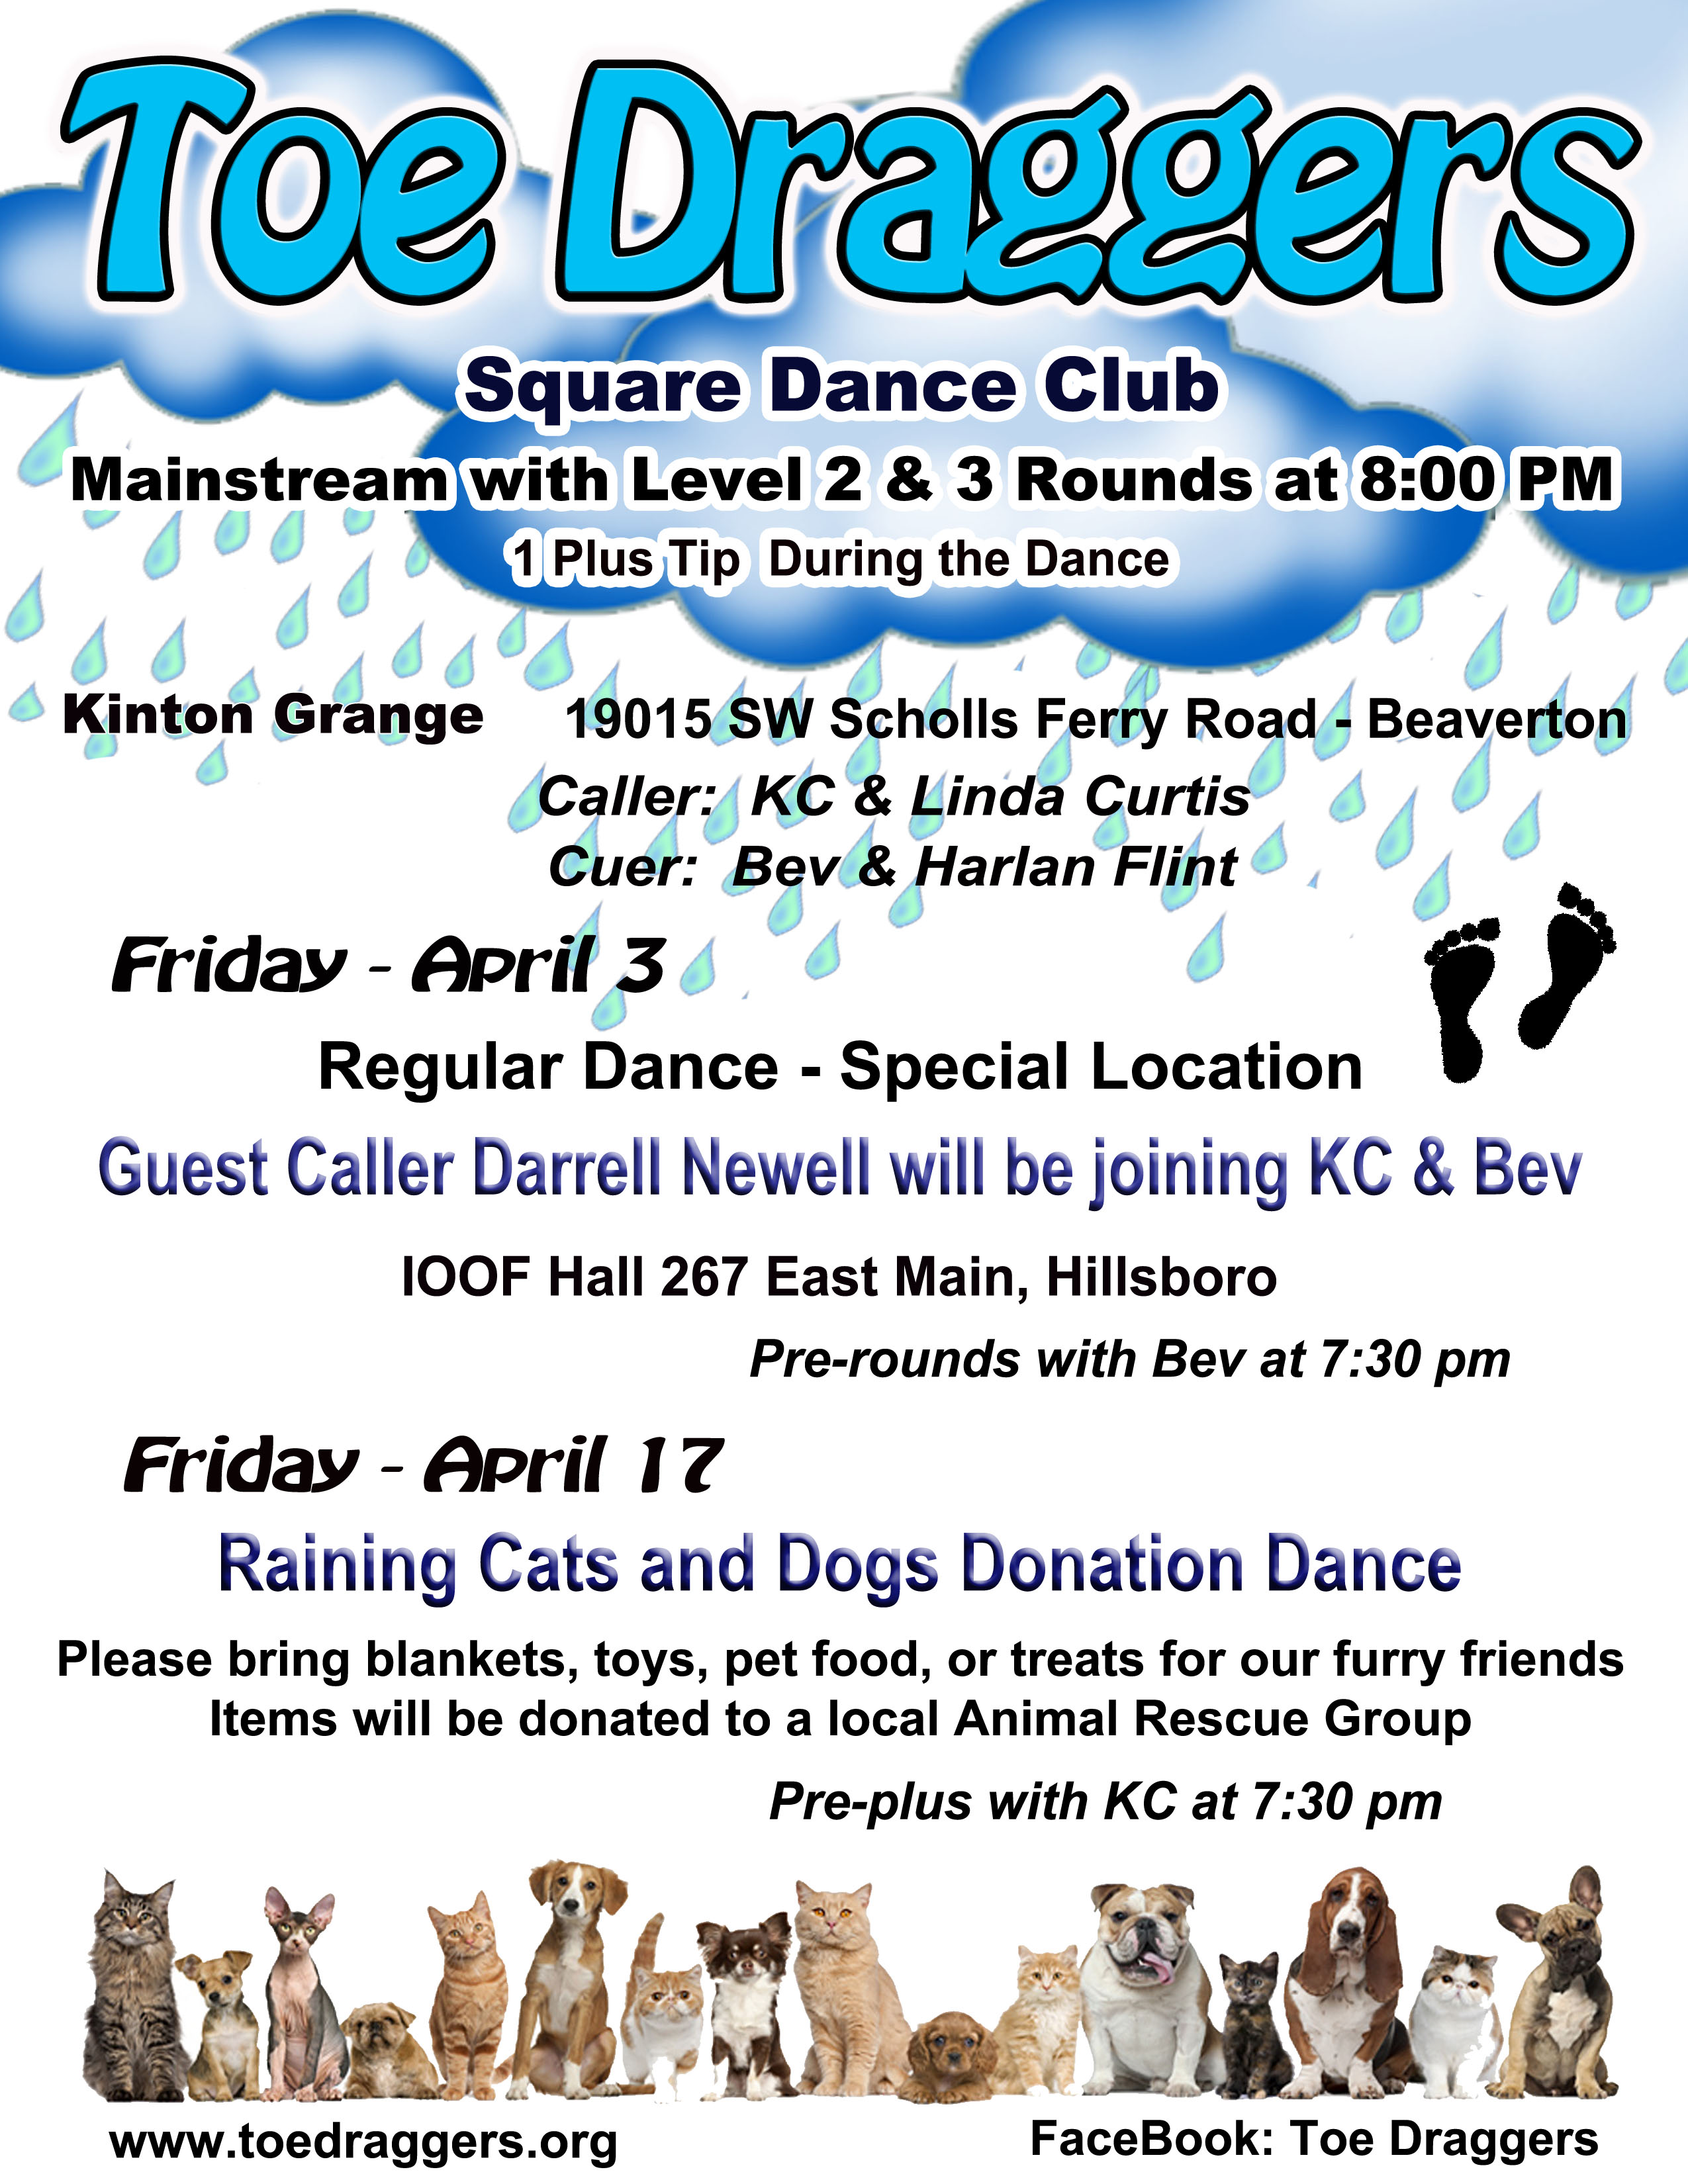 Toe Draggers
Square Dance Club
Mainstream with Level 2 & 3 Rounds at 8:00 PM
1 Plus Tip During the Dance
Kinton Grange 19015 SW Scholls Ferry Road - Beaverton
Caller: KC & Linda Curtis
Cuer: Bev & Harlan Flint
Friday - April 3
Regular Dance - Special Location
Guest Caller Darrell Newell will be joining KC & Bev
IOOF Hall 267 East Main, Hillsboro
Pre-rounds with Bev at 7:30 pm
Friday - April 17
Raining Cats and Dogs Donation Dance
Please bring blankets, toys, pet food, or treats for our furry friends
Items will be donated to a local Animal Rescue Group
Pre-plus with KC at 7:30 pm
www.toedraggers.org FaceBook: Toe Draggers